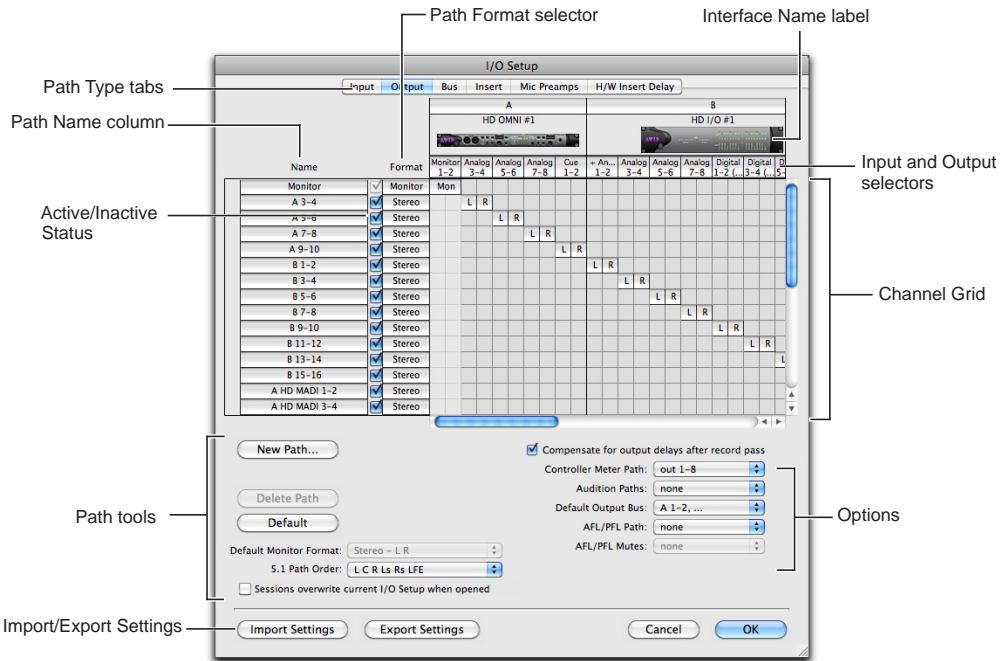 Path Format selector
Interface Name label
I/O Setup
Path Type tabs
Input Output Bus Insert Mic Preamps H/W Insert Delay
A B
Path Name column
HD OMNI #1 HD I/O #1
AVID AVID
Name Format Monitor 1-2 Analog 3-4 Analog 5-6 Analog 7-8 Cue 1-2 + An... 1-2 Analog 3-4 Analog 5-6 Analog 7-8 Digital 1-2 (... Digital 3-4 (... D 5-
Input and Output selectors
Monitor Monitor Mon
A 3-4 Stereo L R
Active/Inactive Status
A 5-6 Stereo L R
A 7-8 Stereo L R
A 9-10 Stereo L R
B 1-2 Stereo L R
B 3-4 Stereo L R
B 5-6 Stereo L R
Channel Grid
B 7-8 Stereo L R
B 9-10 Stereo L R
B 11-12 Stereo L R
B 13-14 Stereo L
B 15-16 Stereo
A HD MADI 1-2 Stereo
A HD MADI 3-4 Stereo
New Path...
Compensate for output delays after record pass
Controller Meter Path: out 1-8
Delete Path
Audition Paths: none
Path tools
Default
Default Output Bus: A 1-2, ...
Options
AFL/PFL Path: none
Default Monitor Format: Stereo - L R
AFL/PFL Mutes: none
5.1 Path Order: L C R Ls Rs LFE
Sessions overwrite current I/O Setup when opened
Import/Export Settings
Import Settings Export Settings Cancel OK